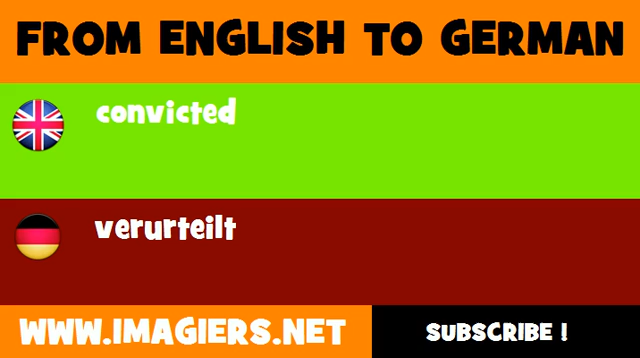 FROM ENGLISH TO GERMAN
convicted
verurteilt
WWW.IMAGIERS.NET
SUBSCRIBE !